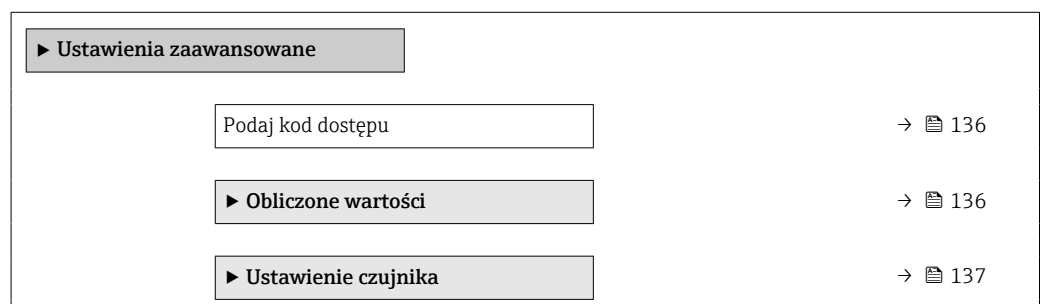 ▶ Ustawienia zaawansowane
Podaj kod dostępu → 136
▶ Obliczone wartości → 136
▶ Ustawienie czujnika → 137